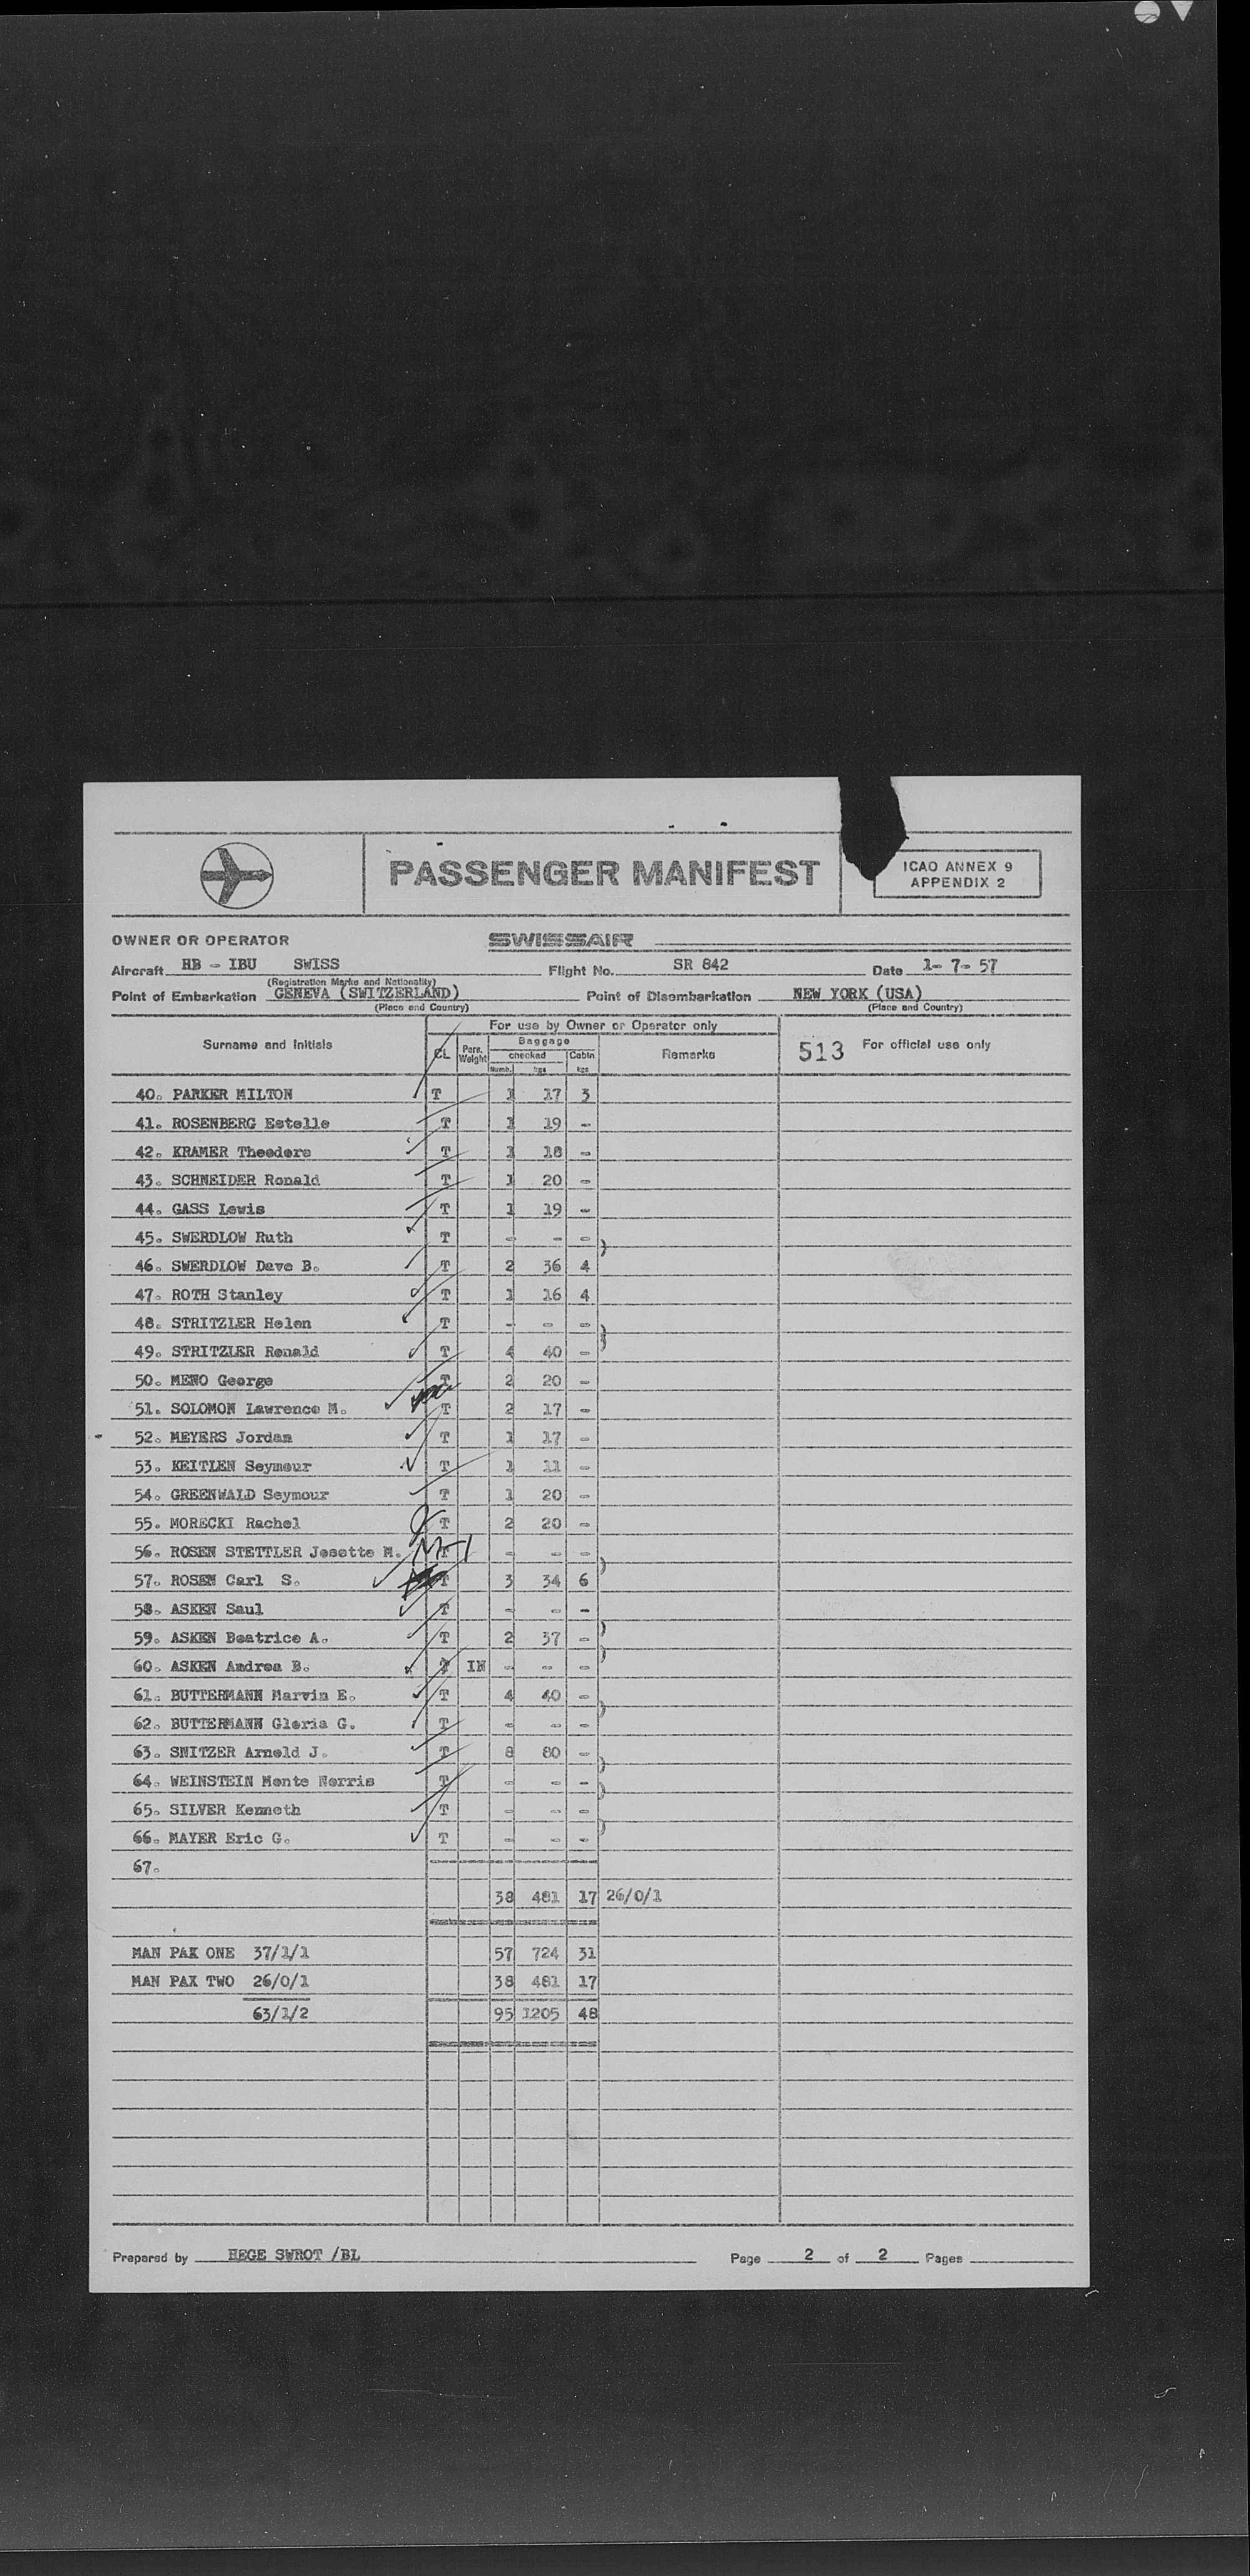 PASSENGER MANIFEST
ICAO ANNEX 9
APPENDIX 2
OWNER OR OPERATOR SWISSAIR
Aircraft HB - IBU SWISS Flight No. SR 842 Date 1- 7- 57
(Registration Marks and Nationality)
Point of Embarkation GENEVA (SWITZERLAND) Point of Disembarkation NEW YORK (USA)
(Place and Country) (Place and Country)
For use by Owner or Operator only
Surname and Initials CL Pers. Weight Baggage Remarks 513 For official use only
checked Cabin
Numb. kgs kgs
40. PARKER MILTON T 1 17 3
41. ROSENBERG Estelle T 1 19 -
42. KRAMER Theodore T 1 18 -
43. SCHNEIDER Ronald T 1 20 -
44. GASS Lewis T 1 19 -
45. SWERDLOW Ruth T - - - )
46. SWERDLOW Dave B. T 2 36 4
47. ROTH Stanley T 1 16 4
48. STRITZLER Helen T - - - )
49. STRITZLER Ronald T 4 40 -
50. MENO George T 2 20 -
51. SOLOMON Lawrence M. T 2 17 -
52. MEYERS Jordan T 1 17 -
53. KEITLEN Seymour T 1 11 -
54. GREENWALD Seymour T 1 20 -
55. MORECKI Rachel T 2 20 -
56. ROSEN STETTLER Josette M. T - - - )
57. ROSEN Carl S. T 3 34 6
58. ASKEN Saul T - - - )
59. ASKEN Beatrice A. T 2 37 - )
60. ASKEN Andrea B. T IN - - -
61. BUTTERMANN Marvin E. T 4 40 - )
62. BUTTERMANN Gloria G. T - - -
63. SNITZER Arnold J. T 8 80 - )
64. WEINSTEIN Monte Norris T - - - )
65. SILVER Kenneth T - - - )
66. MAYER Eric G. T - - -
67.
38 481 17 26/0/1
MAN PAX ONE 37/1/1 57 724 31
MAN PAX TWO 26/0/1 38 481 17
63/1/2 95 1205 48
Prepared by HEGE SWROT /BL Page 2 of 2 Pages